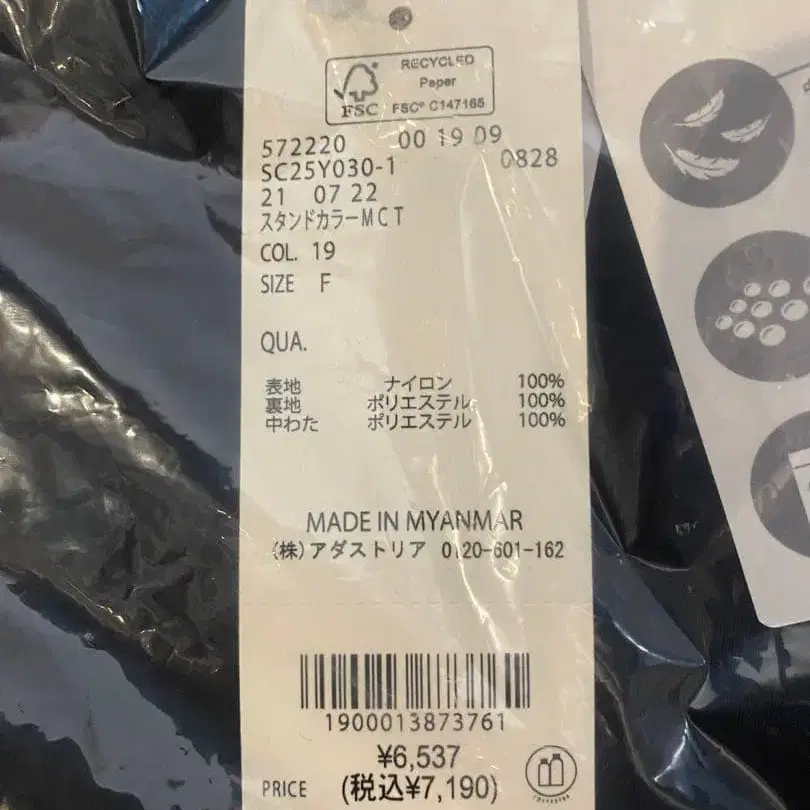 RECYCLED
Paper
FSC
FSC® C147165
572220 00 19 09
SC25Y030-1 0828
21 07 22
スタンドカラーMCT
COL. 19
SIZE F
QUA.
表地 ナイロン 100%
裏地 ポリエステル 100%
中わた ポリエステル 100%
MADE IN MYANMAR
(株)アダストリア 0120-601-162
1900013873761
¥6,537
PRICE (税込¥7,190)